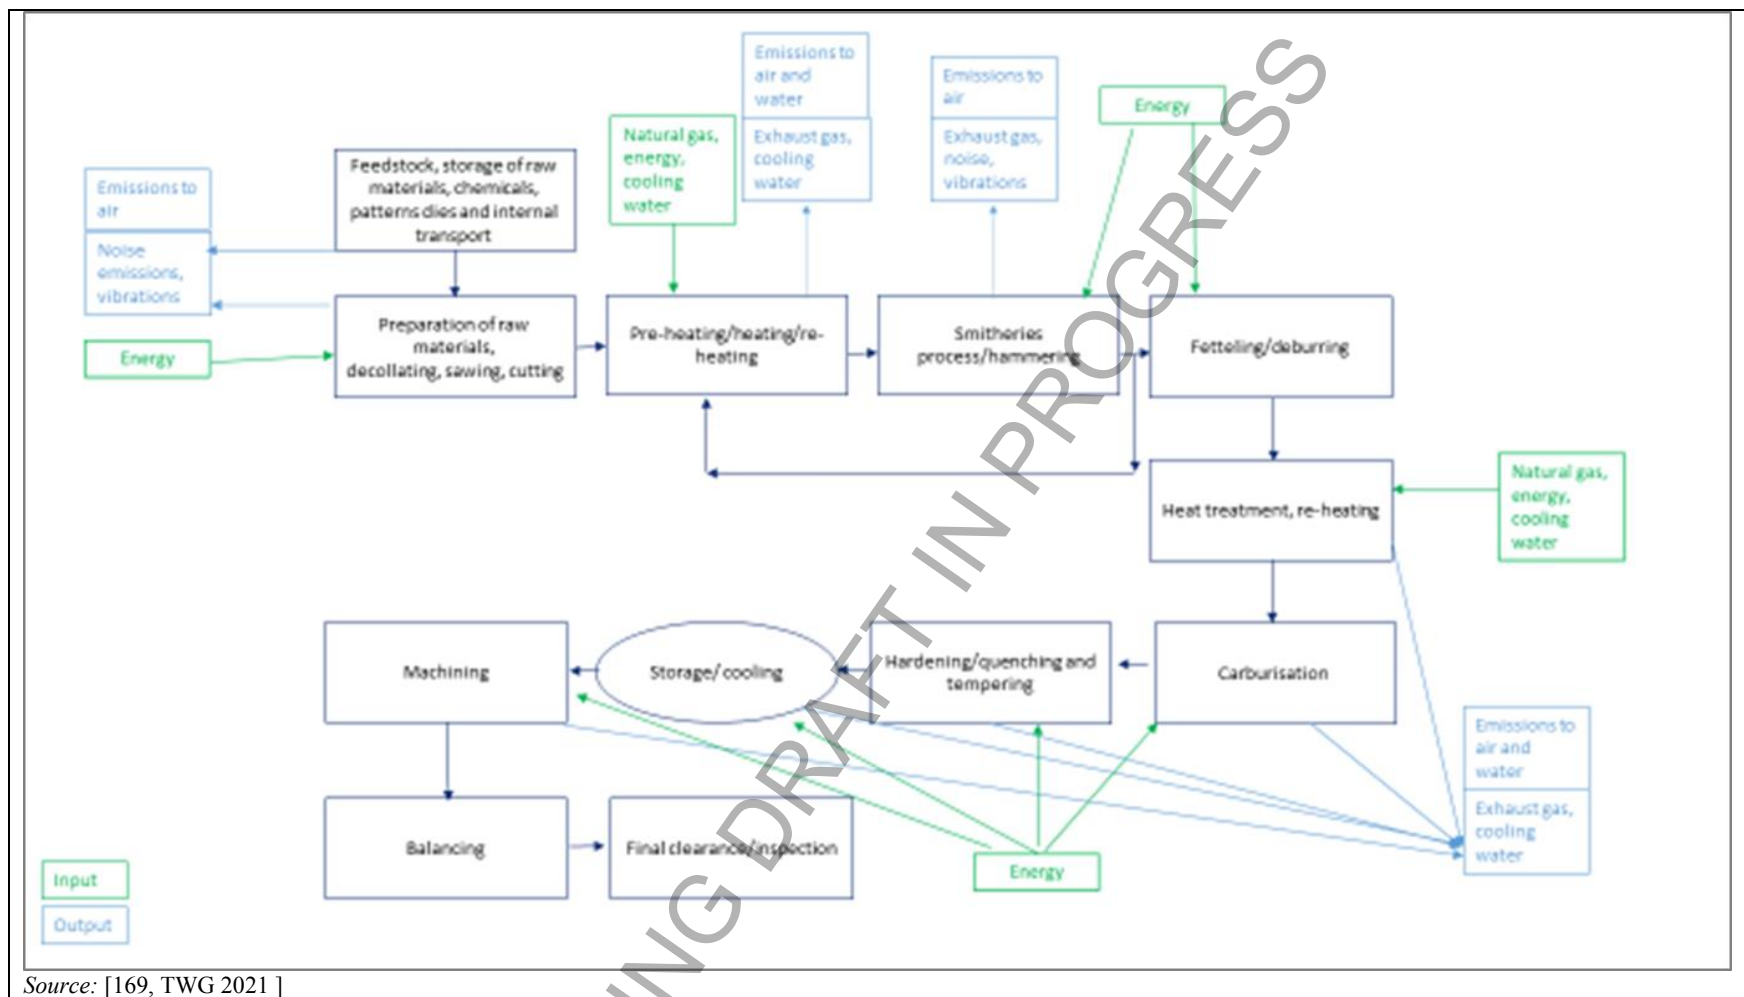 Emissions to
air and
water
Exhaust gas,
cooling
water
Emissions to
air
Exhaust gas,
noise,
vibrations
Energy
Natural gas,
energy,
cooling
water
Feedstock, storage of raw
materials, chemicals,
patterns dies and internal
transport
Emissions to
air
Noise
emissions,
vibrations
Energy
Preparation of raw
materials,
decollating, sawing, cutting
Pre-heating/heating/re-
heating
Smitheries
process/hammering
Fetteling/deburring
Heat treatment, re-heating
Natural gas,
energy,
cooling
water
Machining
Storage/ cooling
Hardening/quenching and
tempering
Carburisation
Emissions to
air and
water
Exhaust gas,
cooling
water
Balancing
Final clearance/inspection
Energy
Input
Output
Source: [169, TWG 2021 ]
ING DRAFT IN PROGRESS